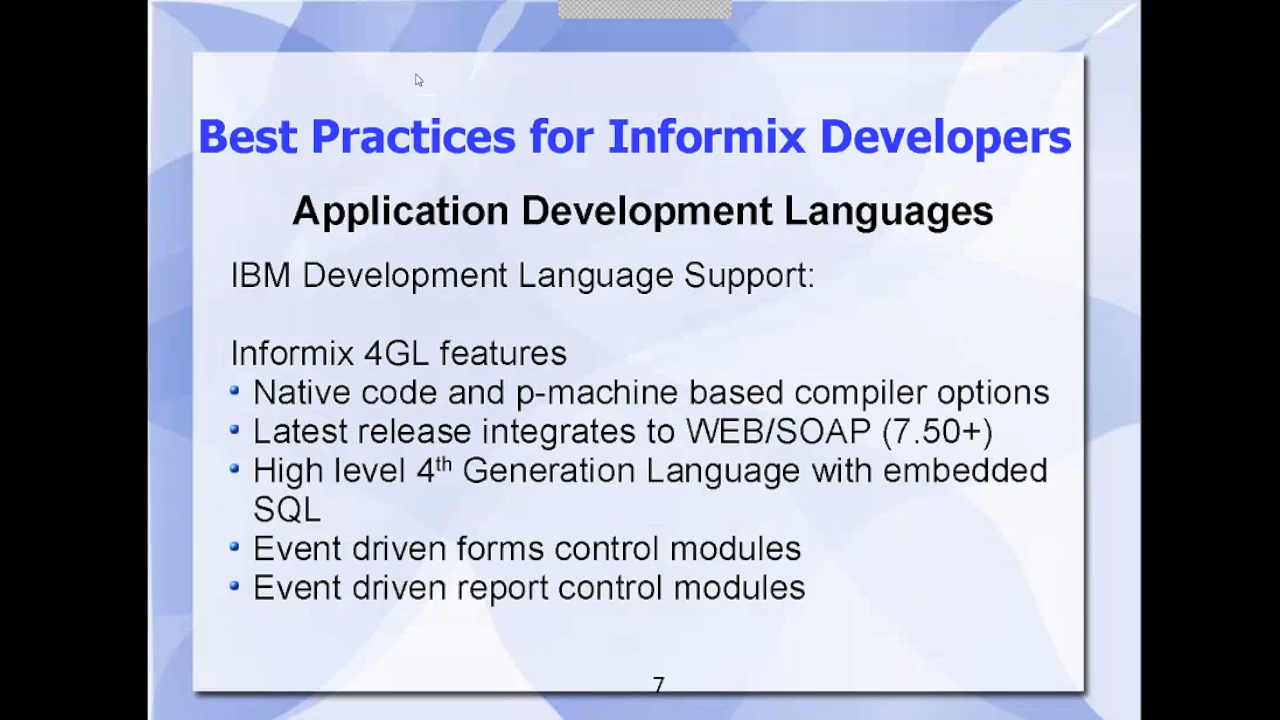 Best Practices for Informix Developers
Application Development Languages
IBM Development Language Support:
Informix 4GL features
• Native code and p-machine based compiler options
• Latest release integrates to WEB/SOAP (7.50+)
• High level 4th Generation Language with embedded
SQL
• Event driven forms control modules
• Event driven report control modules
7